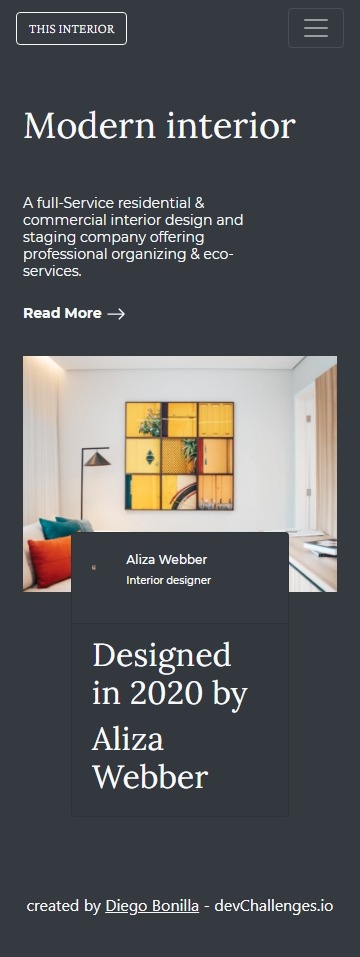 THIS INTERIOR
Modern interior
A full-Service residential &
commercial interior design and
staging company offering
professional organizing & eco-
services.
Read More
Aliza Webber
Interior designer
Designed
in 2020 by
Aliza
Webber
created by Diego Bonilla - devChallenges.io